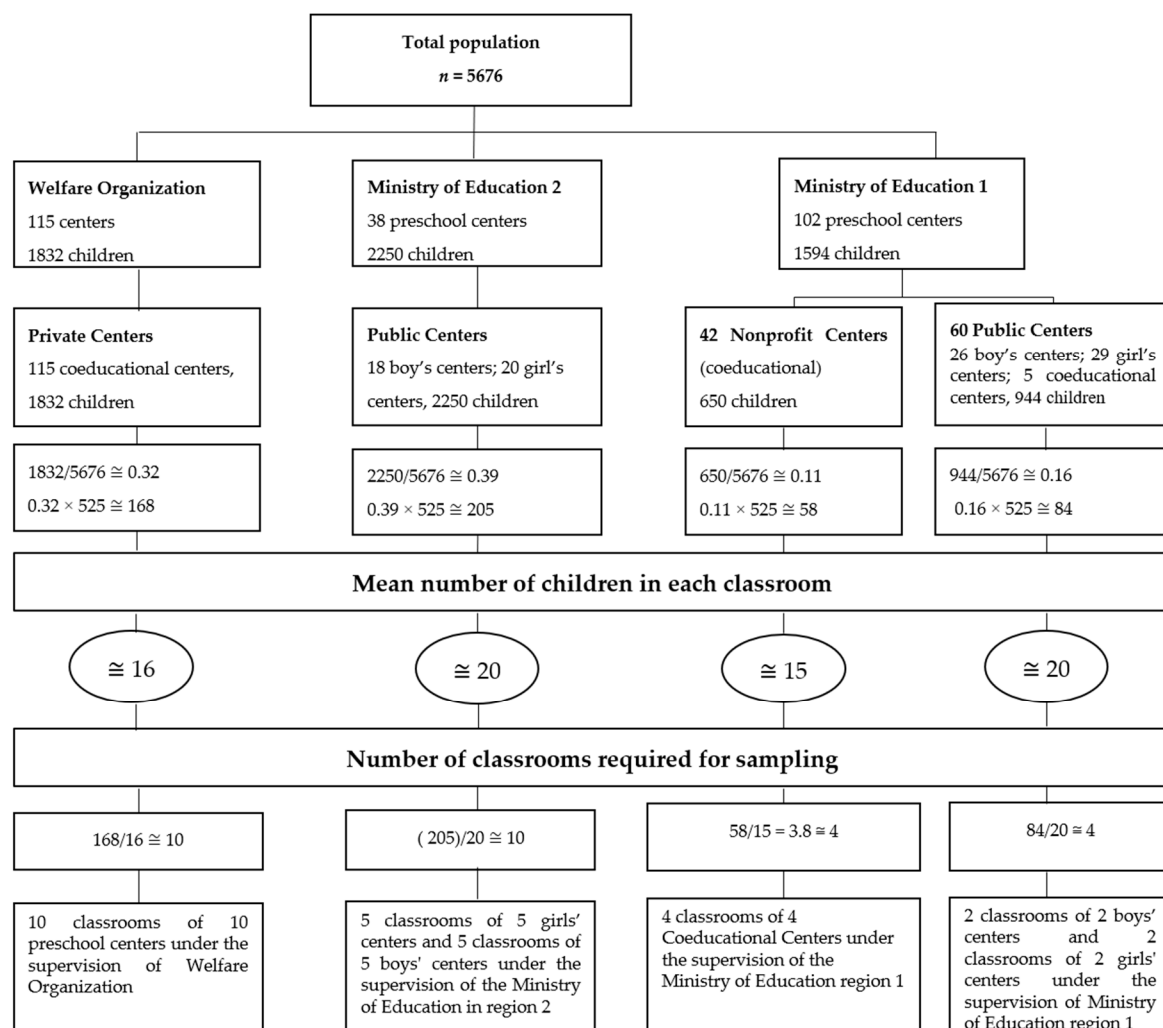 Total population
n = 5676
Welfare Organization
115 centers
1832 children
Ministry of Education 2
38 preschool centers
2250 children
Ministry of Education 1
102 preschool centers
1594 children
Private Centers
115 coeducational centers,
1832 children
Public Centers
18 boy's centers; 20 girl's
centers, 2250 children
42 Nonprofit Centers
(coeducational)
650 children
60 Public Centers
26 boy's centers; 29 girl's
centers; 5 coeducational
centers, 944 children
1832/5676 ≅ 0.32
0.32 × 525 ≅ 168
2250/5676 ≅ 0.39
0.39 × 525 ≅ 205
650/5676 ≅ 0.11
0.11 × 525 ≅ 58
944/5676 ≅ 0.16
0.16 × 525 ≅ 84
Mean number of children in each classroom
≅ 16
≅ 20
≅ 15
≅ 20
Number of classrooms required for sampling
168/16 ≅ 10
( 205)/20 ≅ 10
58/15 = 3.8 ≅ 4
84/20 ≅ 4
10 classrooms of 10
preschool centers under the
supervision of Welfare
Organization
5 classrooms of 5 girls'
centers and 5 classrooms of
5 boys' centers under the
supervision of the Ministry
of Education in region 2
4 classrooms of 4
Coeducational Centers under
the supervision of the
Ministry of Education region 1
2 classrooms of 2 boys'
centers and 2
classrooms of 2 girls'
centers under the
supervision of Ministry
of Education region 1